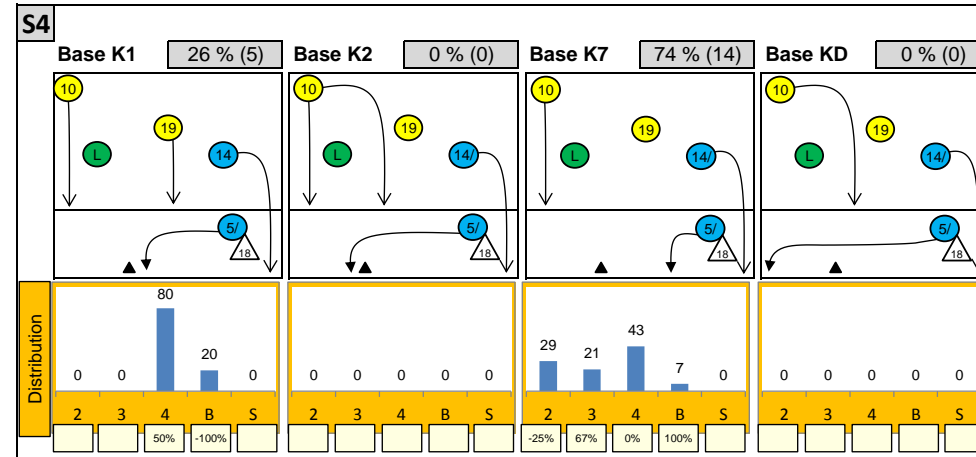 S4
Base K1 26 % (5) Base K2 0 % (0) Base K7 74 % (14) Base KD 0 % (0)
10 10 10 10
19 19 19 19
L 14 L 14/ L 14/ L 14/
5/ 5/ 5/ 5/
18 18 18 18
Distribution
0 0 80 20 0 0 0 0 0 0 29 21 43 7 0 0 0 0 0 0
2 3 4 B S 2 3 4 B S 2 3 4 B S 2 3 4 B S
50% -100% -25% 67% 0% 100%